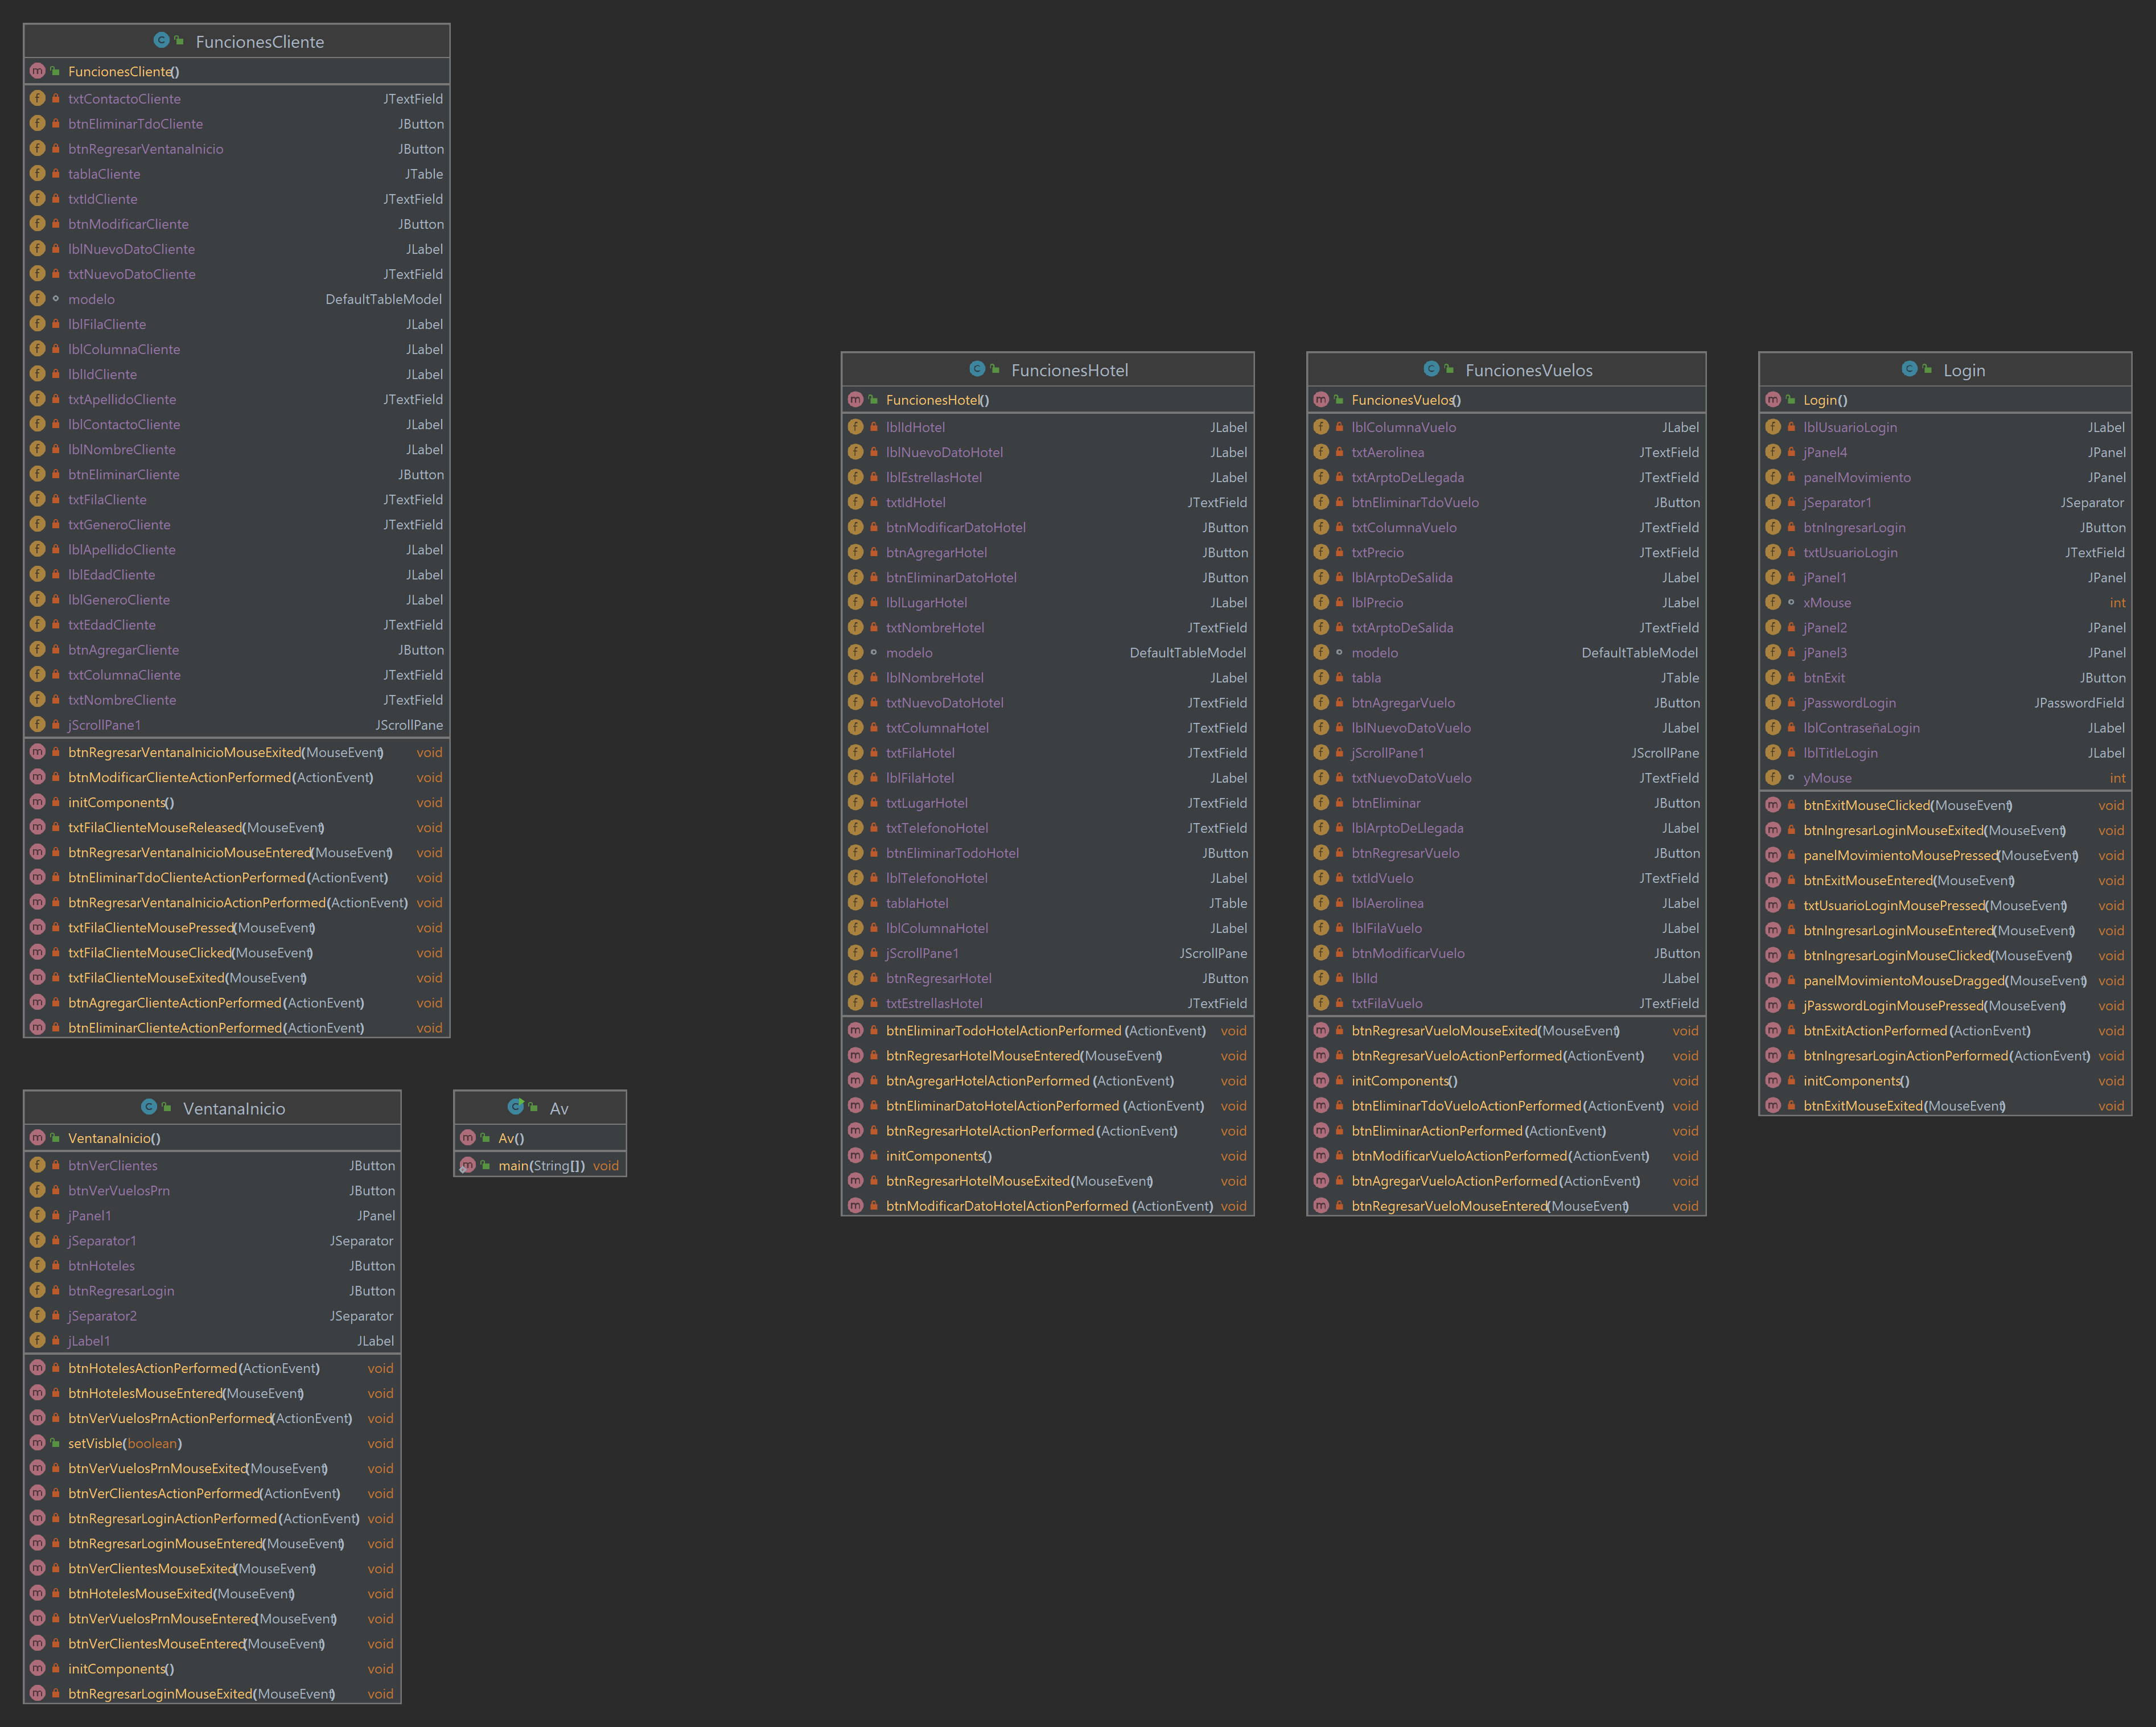 FuncionesCliente
FuncionesCliente()
txtContactoCliente JTextField
btnEliminarTdoCliente JButton
btnRegresarVentanaInicio JButton
tablaCliente JTable
txtIdCliente JTextField
btnModificarCliente JButton
lblNuevoDatoCliente JLabel
txtNuevoDatoCliente JTextField
modelo DefaultTableModel
lblFilaCliente JLabel
lblColumnaCliente JLabel
lblIdCliente JLabel
txtApellidoCliente JTextField
lblContactoCliente JLabel
lblNombreCliente JLabel
btnEliminarCliente JButton
txtFilaCliente JTextField
txtGeneroCliente JTextField
lblApellidoCliente JLabel
lblEdadCliente JLabel
lblGeneroCliente JLabel
txtEdadCliente JTextField
btnAgregarCliente JButton
txtColumnaCliente JTextField
txtNombreCliente JTextField
jScrollPane1 JScrollPane
btnRegresarVentanaInicioMouseExited(MouseEvent) void
btnModificarClienteActionPerformed(ActionEvent) void
initComponents() void
txtFilaClienteMouseReleased(MouseEvent) void
btnRegresarVentanaInicioMouseEntered(MouseEvent) void
btnEliminarTdoClienteActionPerformed(ActionEvent) void
btnRegresarVentanaInicioActionPerformed(ActionEvent) void
txtFilaClienteMousePressed(MouseEvent) void
txtFilaClienteMouseClicked(MouseEvent) void
txtFilaClienteMouseExited(MouseEvent) void
btnAgregarClienteActionPerformed(ActionEvent) void
btnEliminarClienteActionPerformed(ActionEvent) void
FuncionesHotel
FuncionesHotel()
lblIdHotel JLabel
lblNuevoDatoHotel JLabel
lblEstrellasHotel JLabel
txtIdHotel JTextField
btnModificarDatoHotel JButton
btnAgregarHotel JButton
btnEliminarDatoHotel JButton
lblLugarHotel JLabel
txtNombreHotel JTextField
modelo DefaultTableModel
lblNombreHotel JLabel
txtNuevoDatoHotel JTextField
txtColumnaHotel JTextField
txtFilaHotel JTextField
lblFilaHotel JLabel
txtLugarHotel JTextField
txtTelefonoHotel JTextField
btnEliminarTodoHotel JButton
lblTelefonoHotel JLabel
tablaHotel JTable
lblColumnaHotel JLabel
jScrollPane1 JScrollPane
btnRegresarHotel JButton
txtEstrellasHotel JTextField
btnEliminarTodoHotelActionPerformed (ActionEvent) void
btnRegresarHotelMouseEntered(MouseEvent) void
btnAgregarHotelActionPerformed (ActionEvent) void
btnEliminarDatoHotelActionPerformed (ActionEvent) void
btnRegresarHotelActionPerformed(ActionEvent) void
initComponents() void
btnRegresarHotelMouseExited(MouseEvent) void
btnModificarDatoHotelActionPerformed (ActionEvent) void
FuncionesVuelos
FuncionesVuelos()
lblColumnaVuelo JLabel
txtAerolinea JTextField
txtArptoDeLlegada JTextField
btnEliminarTdoVuelo JButton
txtColumnaVuelo JTextField
txtPrecio JTextField
lblArptoDeSalida JLabel
lblPrecio JLabel
txtArptoDeSalida JTextField
modelo DefaultTableModel
tabla JTable
btnAgregarVuelo JButton
lblNuevoDatoVuelo JLabel
jScrollPane1 JScrollPane
txtNuevoDatoVuelo JTextField
btnEliminar JButton
lblArptoDeLlegada JLabel
btnRegresarVuelo JButton
txtIdVuelo JTextField
lblAerolinea JLabel
lblFilaVuelo JLabel
btnModificarVuelo JButton
lblId JLabel
txtFilaVuelo JTextField
btnRegresarVueloMouseExited(MouseEvent) void
btnRegresarVueloActionPerformed(ActionEvent) void
initComponents() void
btnEliminarTdoVueloActionPerformed(ActionEvent) void
btnEliminarActionPerformed(ActionEvent) void
btnModificarVueloActionPerformed(ActionEvent) void
btnAgregarVueloActionPerformed(ActionEvent) void
btnRegresarVueloMouseEntered(MouseEvent) void
Login
Login()
lblUsuarioLogin JLabel
jPanel4 JPanel
panelMovimiento JPanel
jSeparator1 JSeparator
btnIngresarLogin JButton
txtUsuarioLogin JTextField
jPanel1 JPanel
xMouse int
jPanel2 JPanel
jPanel3 JPanel
btnExit JButton
jPasswordLogin JPasswordField
lblContraseñaLogin JLabel
lblTitleLogin JLabel
yMouse int
btnExitMouseClicked(MouseEvent) void
btnIngresarLoginMouseExited(MouseEvent) void
panelMovimientoMousePressed(MouseEvent) void
btnExitMouseEntered(MouseEvent) void
txtUsuarioLoginMousePressed(MouseEvent) void
btnIngresarLoginMouseEntered(MouseEvent) void
btnIngresarLoginMouseClicked(MouseEvent) void
panelMovimientoMouseDragged(MouseEvent) void
jPasswordLoginMousePressed(MouseEvent) void
btnExitActionPerformed(ActionEvent) void
btnIngresarLoginActionPerformed(ActionEvent) void
initComponents() void
btnExitMouseExited(MouseEvent) void
VentanaInicio
VentanaInicio()
btnVerClientes JButton
btnVerVuelosPrn JButton
jPanel1 JPanel
jSeparator1 JSeparator
btnHoteles JButton
btnRegresarLogin JButton
jSeparator2 JSeparator
jLabel1 JLabel
btnHotelesActionPerformed(ActionEvent) void
btnHotelesMouseEntered(MouseEvent) void
btnVerVuelosPrnActionPerformed(ActionEvent) void
setVisble(boolean) void
btnVerVuelosPrnMouseExited(MouseEvent) void
btnVerClientesActionPerformed(ActionEvent) void
btnRegresarLoginActionPerformed(ActionEvent) void
btnRegresarLoginMouseEntered(MouseEvent) void
btnVerClientesMouseExited(MouseEvent) void
btnHotelesMouseExited(MouseEvent) void
btnVerVuelosPrnMouseEntered(MouseEvent) void
btnVerClientesMouseEntered(MouseEvent) void
initComponents() void
btnRegresarLoginMouseExited(MouseEvent) void
Av
Av()
main(String[]) void